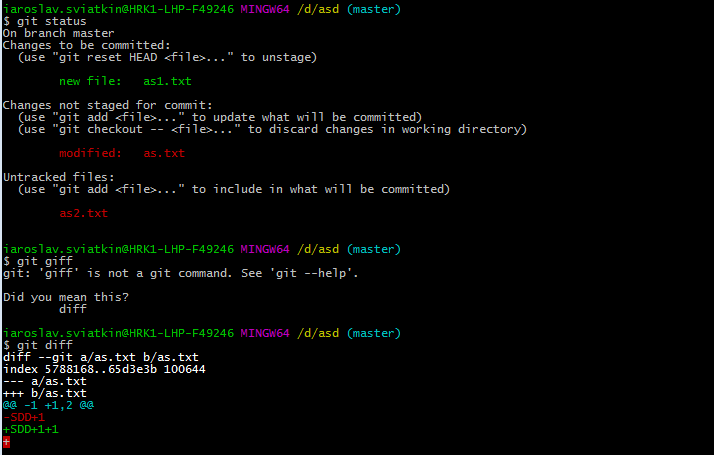 iaroslav.sviatkin@HRK1-LHP-F49246 MINGW64 /d/asd (master)
$ git status
On branch master
Changes to be committed:
  (use "git reset HEAD <file>..." to unstage)
        new file:   as1.txt
Changes not staged for commit:
  (use "git add <file>..." to update what will be committed)
  (use "git checkout -- <file>..." to discard changes in working directory)
        modified:   as.txt
Untracked files:
  (use "git add <file>..." to include in what will be committed)
        as2.txt
iaroslav.sviatkin@HRK1-LHP-F49246 MINGW64 /d/asd (master)
$ git giff
git: 'giff' is not a git command. See 'git --help'.
Did you mean this?
        diff
iaroslav.sviatkin@HRK1-LHP-F49246 MINGW64 /d/asd (master)
$ git diff
diff --git a/as.txt b/as.txt
index 5788168..65d3e3b 100644
--- a/as.txt
+++ b/as.txt
@@ -1 +1,2 @@
-SDD+1
+SDD+1+1
+